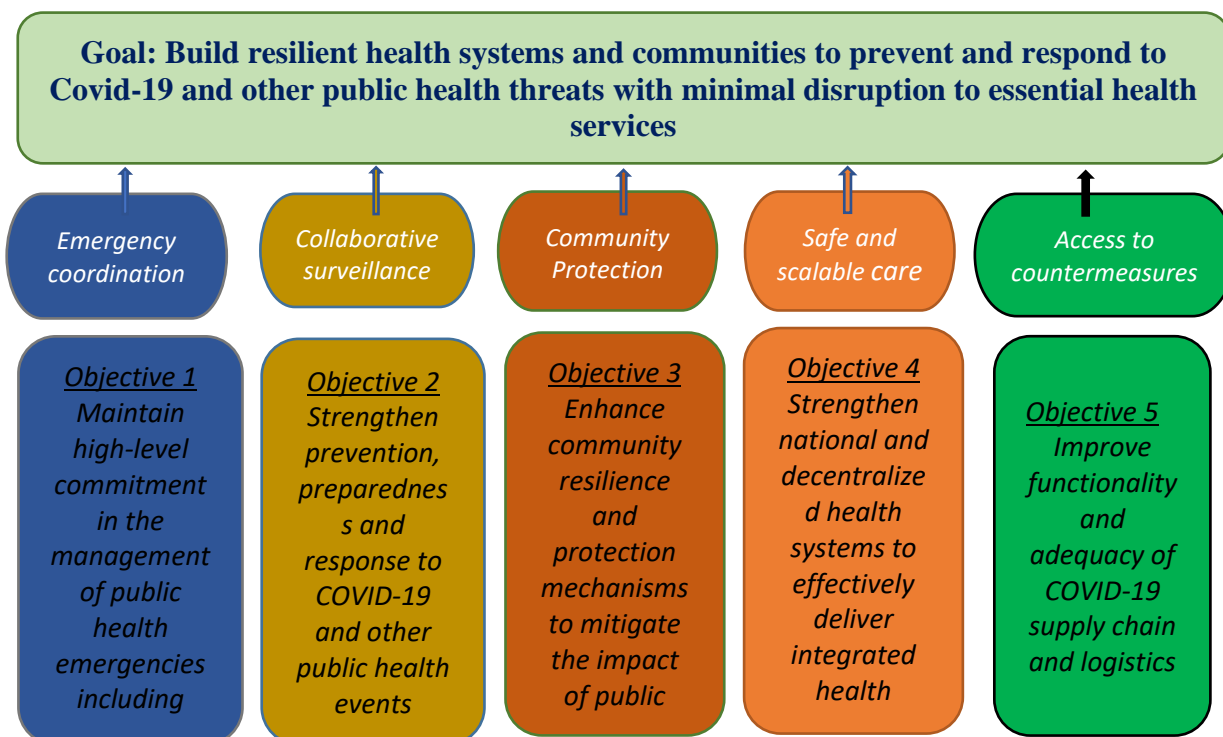 Goal: Build resilient health systems and communities to prevent and respond to
Covid-19 and other public health threats with minimal disruption to essential health
services
Emergency
coordination
Collaborative
surveillance
Community
Protection
Safe and
scalable care
Access to
countermeasures
Objective 1
Maintain
high-level
commitment
in the
management
of public
health
emergencies
including
Objective 2
Strengthen
prevention,
preparednes
s and
response to
COVID-19
and other
public health
events
Objective 3
Enhance
community
resilience
and
protection
mechanisms
to mitigate
the impact
of public
Objective 4
Strengthen
national and
decentralize
d health
systems to
effectively
deliver
integrated
health
Objective 5
Improve
functionality
and
adequacy of
COVID-19
supply chain
and logistics